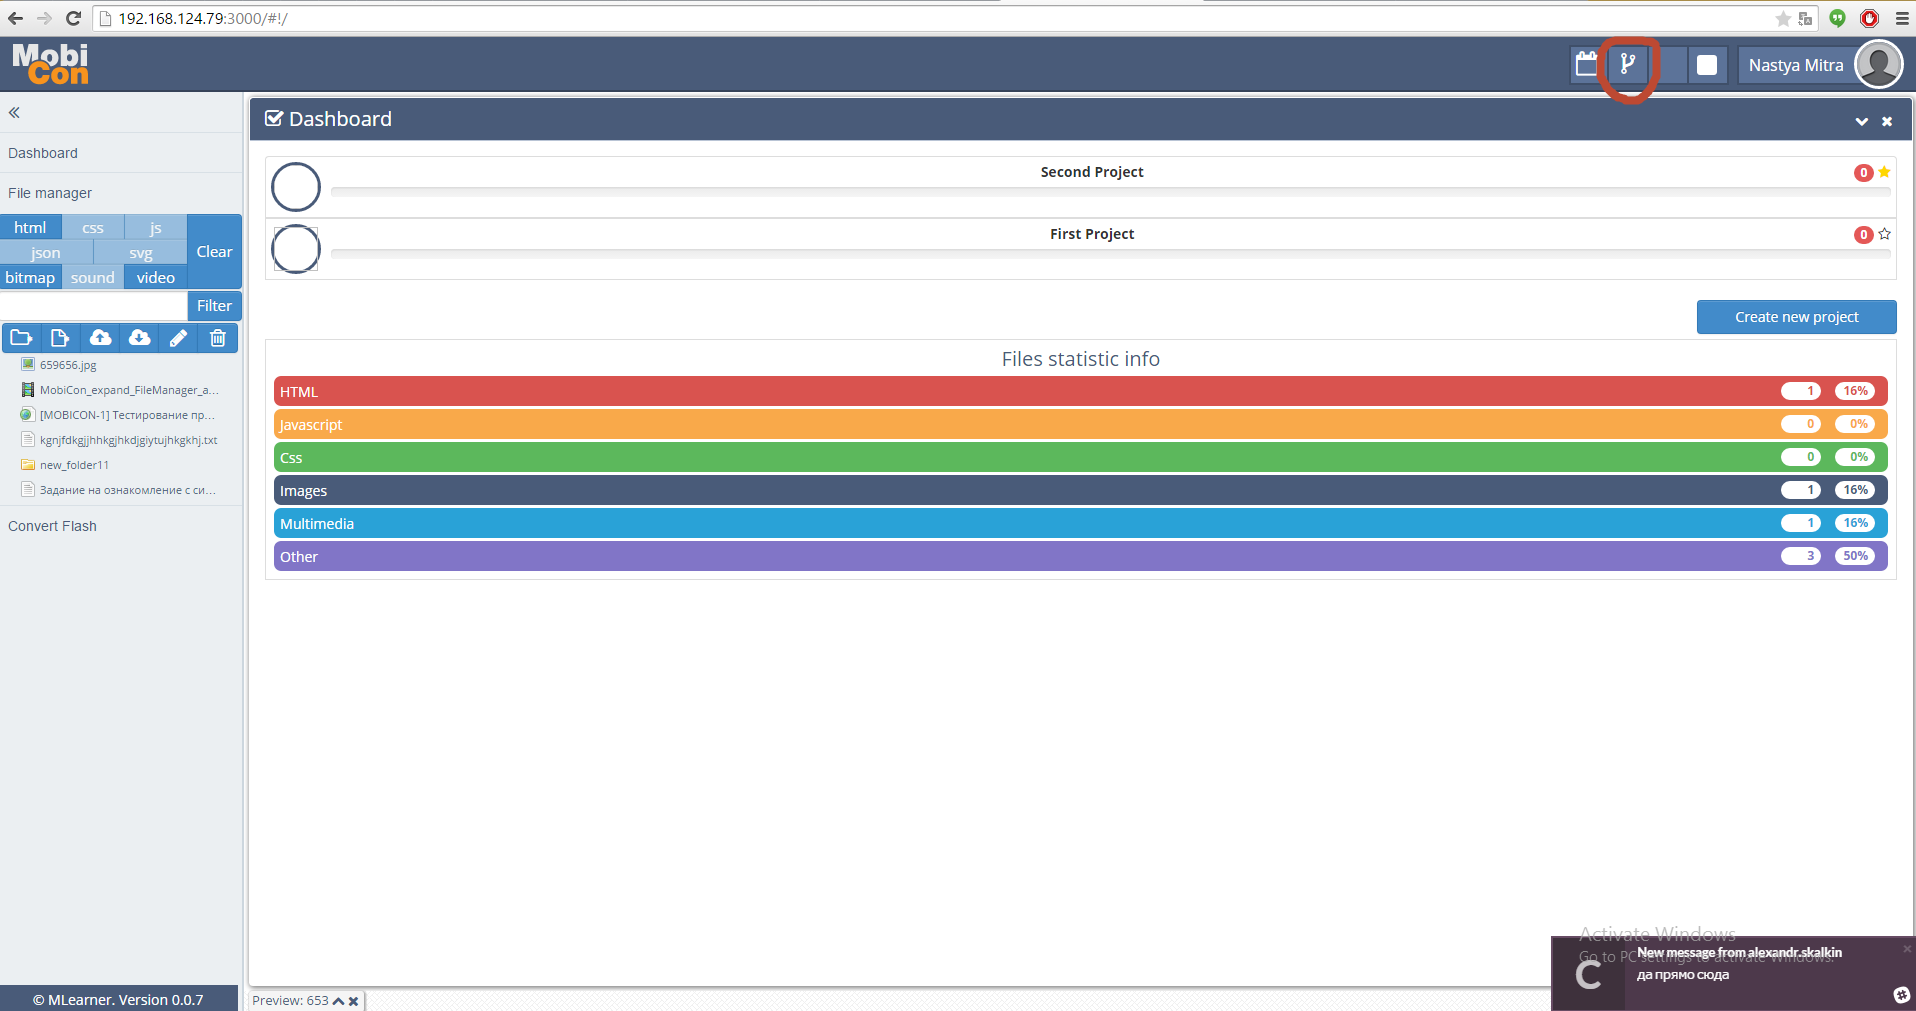 192.168.124.79:3000/#!/
Mobi
Con
Nastya Mitra
Dashboard
File manager
html css js
json svg
Clear
bitmap sound video
Filter
659656.jpg
MobiCon_expand_FileManager_a...
[MOBICON-1] Тестирование пр...
kgnjfdkgjjhhkgjhkdjgiytujhkgkhj.txt
new_folder11
Задание на ознакомление с си...
Convert Flash
© MLearner. Version 0.0.7
Dashboard
Second Project 0
First Project 0
Create new project
Files statistic info
HTML 1 16%
Javascript 0 0%
Css 0 0%
Images 1 16%
Multimedia 1 16%
Other 3 50%
Preview: 653
Activate Windows
Go to PC settings to activate Windows.
C
New message from alexandr.skalkin
да прямо сюда